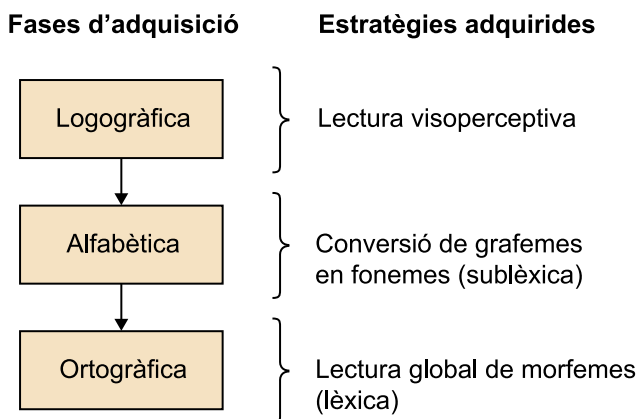 Fases d’adquisició
Estratègies adquirides
Logogràfica
Lectura visoperceptiva
Alfabètica
Conversió de grafemes
en fonemes (sublèxica)
Ortogràfica
Lectura global de morfemes
(lèxica)